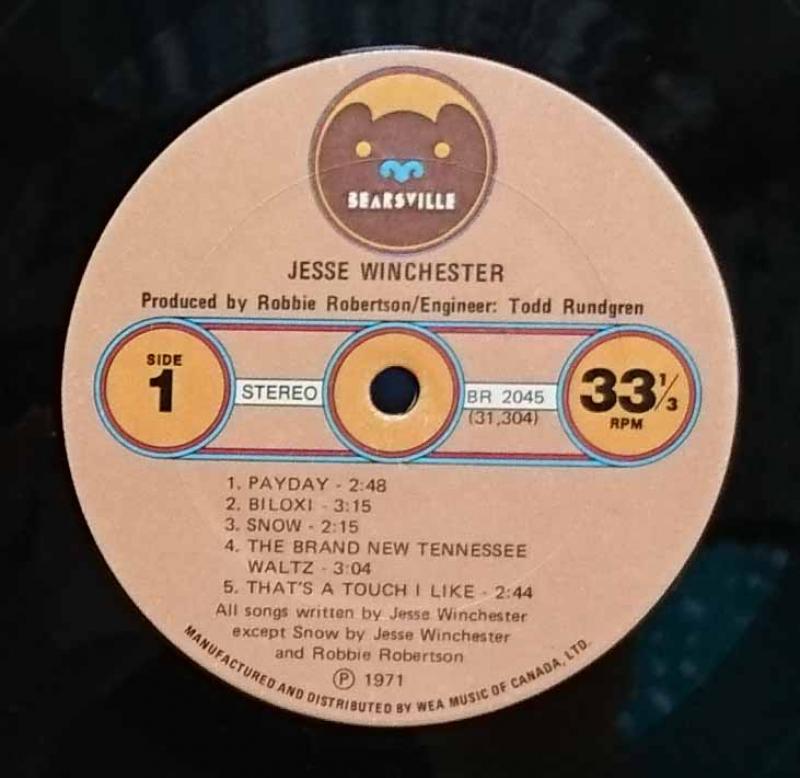 BEARSVILLE
JESSE WINCHESTER
Produced by Robbie Robertson/Engineer: Todd Rundgren
SIDE
1
STEREO
BR 2045
(31,304)
33 1/3
RPM
1. PAYDAY - 2:48
2. BILOXI - 3:15
3. SNOW - 2:15
4. THE BRAND NEW TENNESSEE
WALTZ - 3:04
5. THAT'S A TOUCH I LIKE - 2:44
All songs written by Jesse Winchester
except Snow by Jesse Winchester
and Robbie Robertson
Ⓟ 1971
MANUFACTURED AND DISTRIBUTED BY WEA MUSIC OF CANADA, LTD.